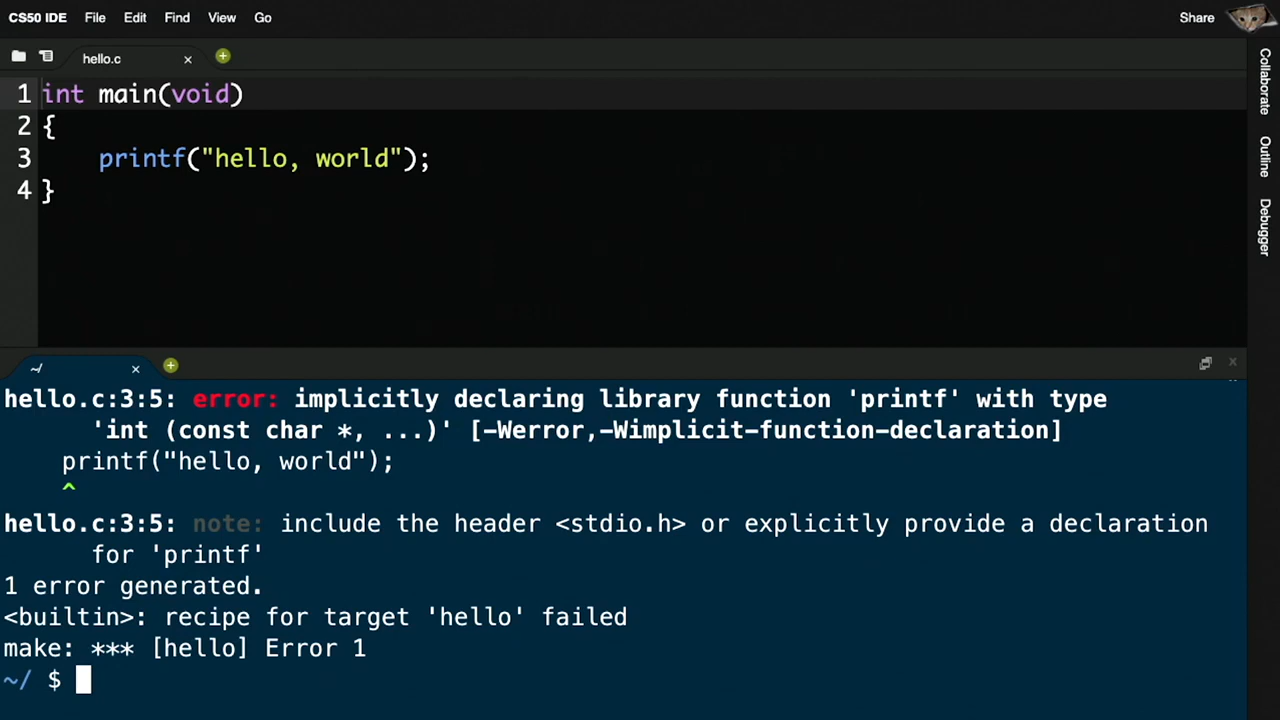 CS50 IDE File Edit Find View Go Share
hello.c
1 int main(void)
2 {
3     printf("hello, world");
4 }
Collaborate
Outline
Debugger
~/
hello.c:3:5: error: implicitly declaring library function 'printf' with type
      'int (const char *, ...)' [-Werror,-Wimplicit-function-declaration]
    printf("hello, world");
    ^
hello.c:3:5: note: include the header <stdio.h> or explicitly provide a declaration
      for 'printf'
1 error generated.
<builtin>: recipe for target 'hello' failed
make: *** [hello] Error 1
~/ $